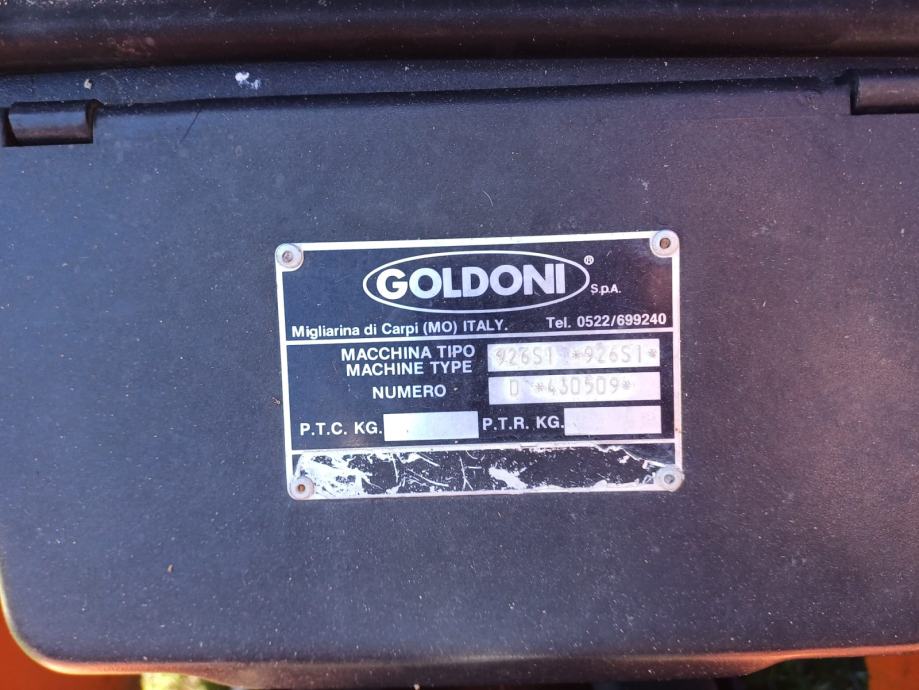 GOLDONI ® S.p.A.
Migliarina di Carpi (MO) ITALY. Tel. 0522/699240
MACCHINA TIPO
MACHINE TYPE 926S1 *926S1*
NUMERO D *430509*
P.T.C. KG. P.T.R. KG.